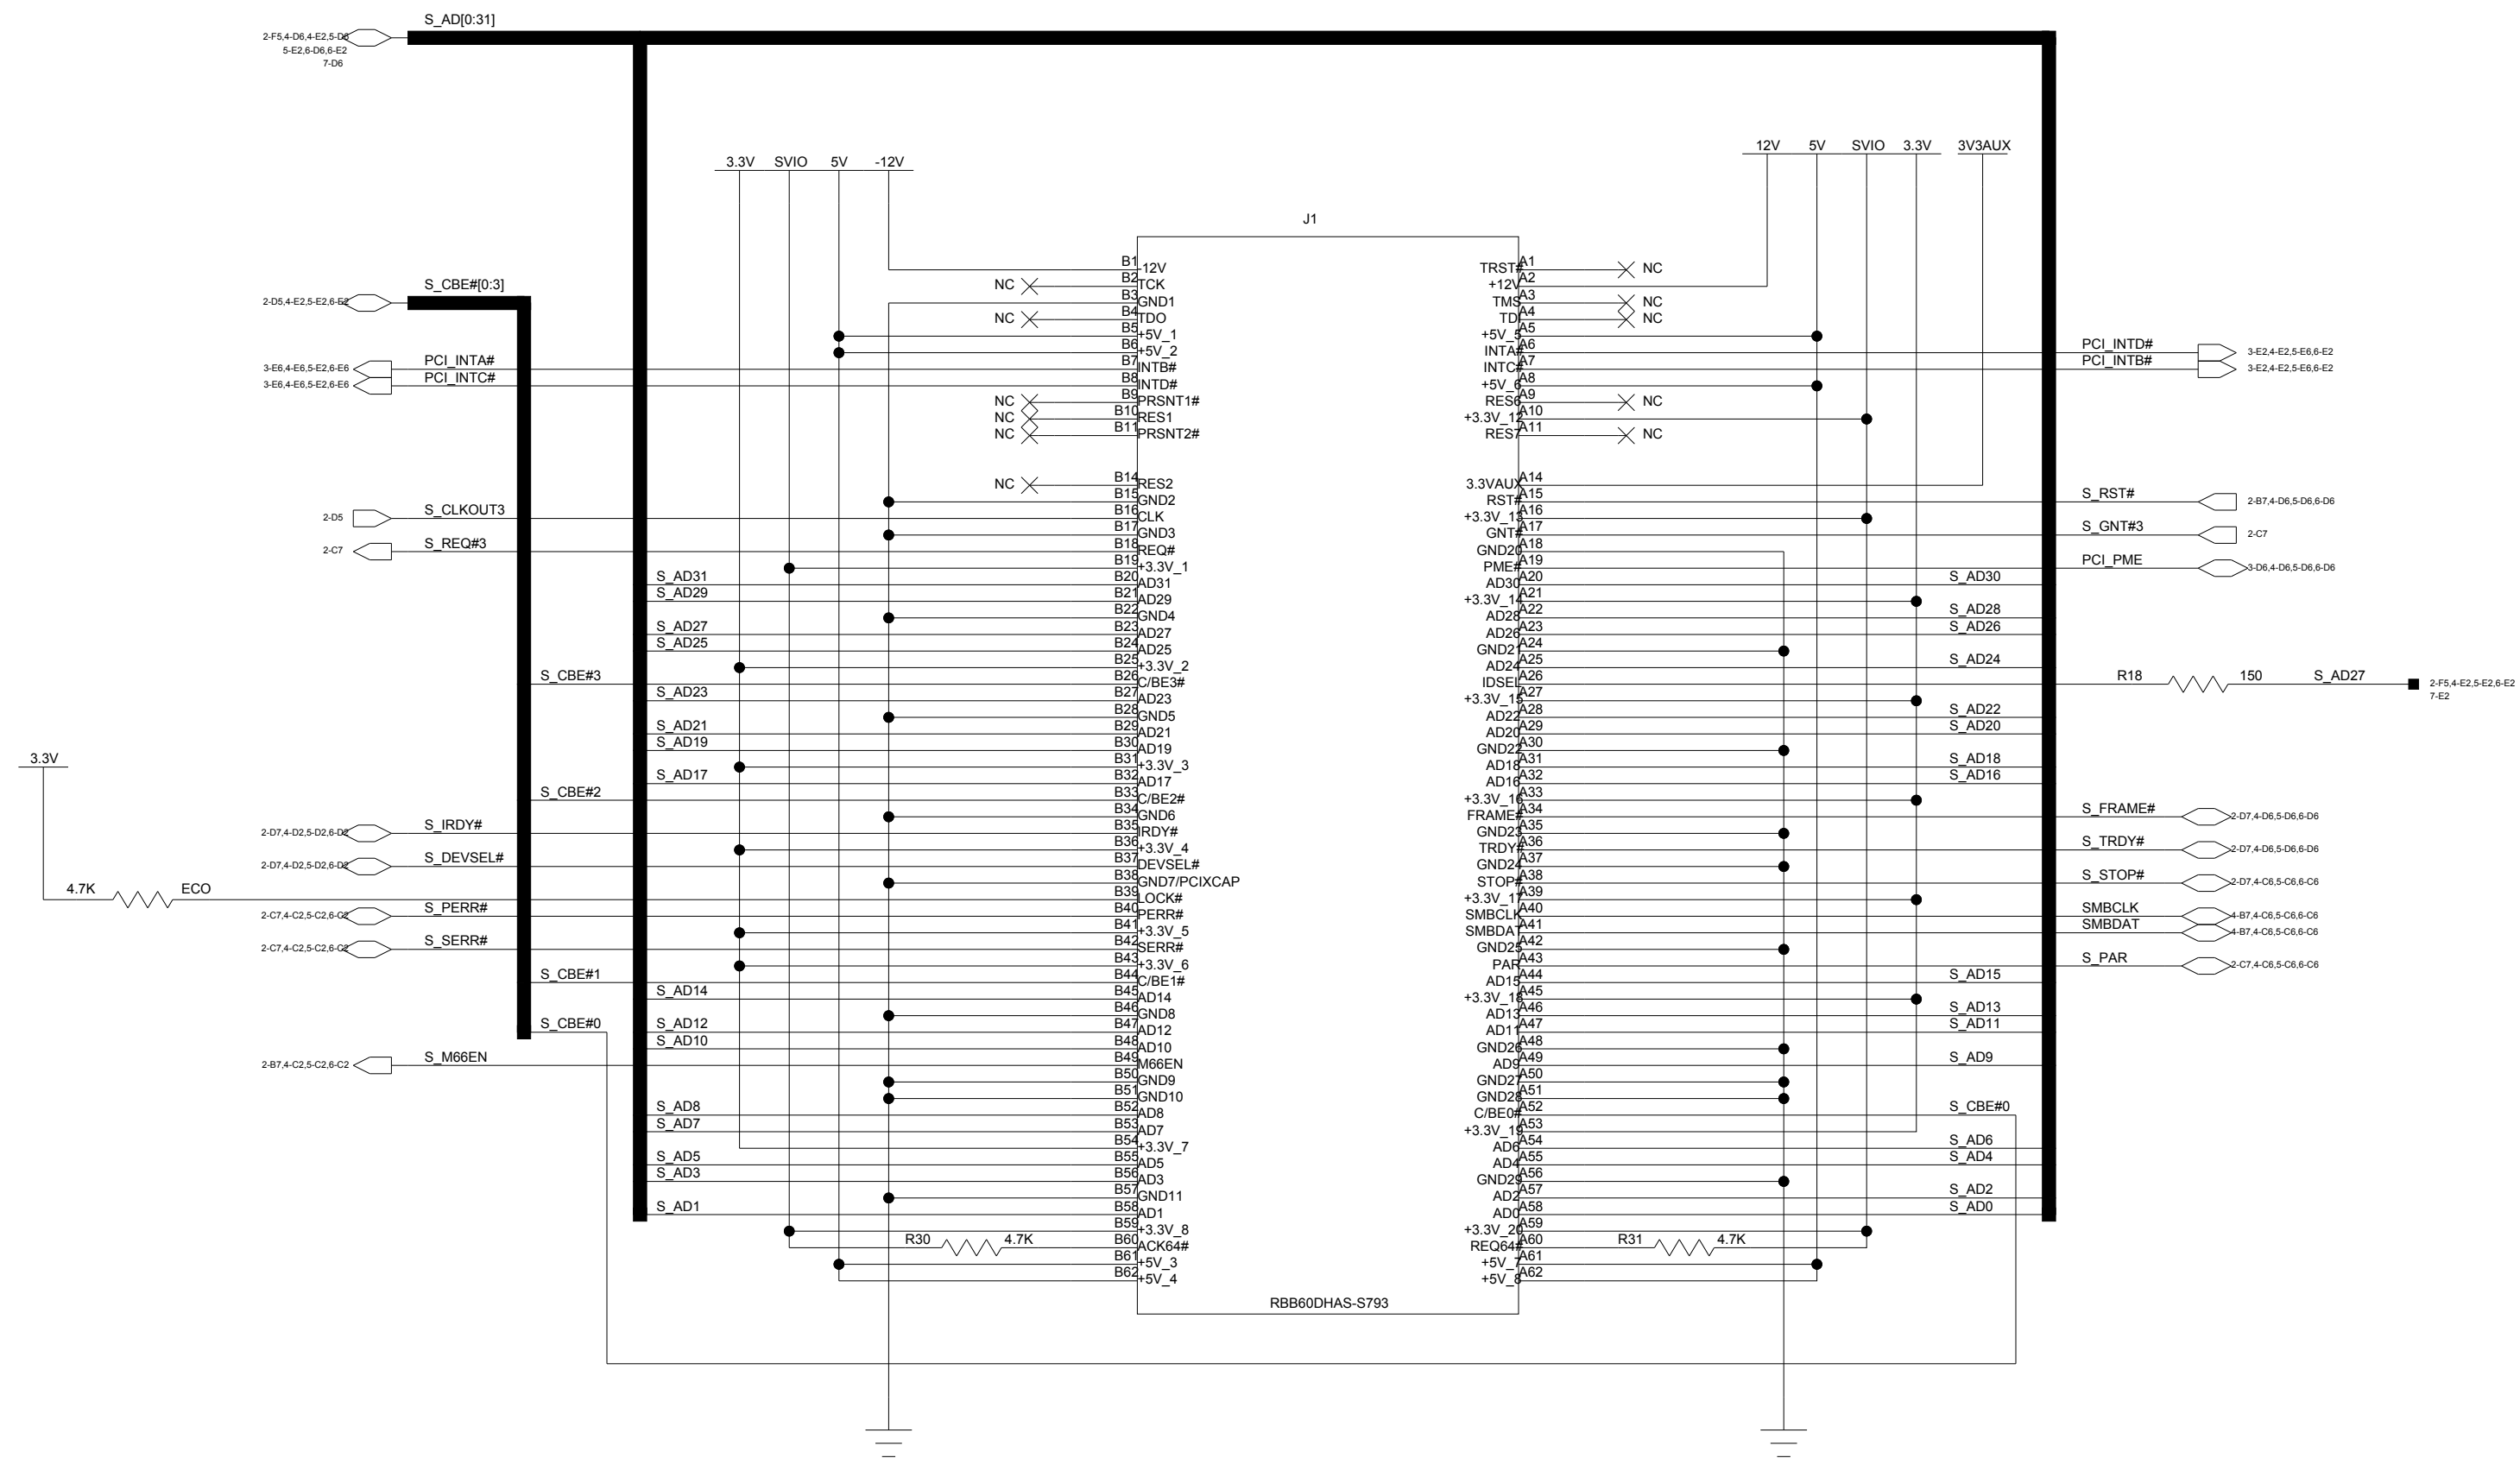 S_AD[0:31]
2-F5,4-D6,4-E2,5-D6
5-E2,6-D6,6-E2
7-D6
3.3V SVIO 5V -12V
12V 5V SVIO 3.3V 3V3AUX
J1
S_CBE#[0:3]
2-D5,4-E2,5-E2,6-E2
B1 -12V TRST# A1 NC
NC B2 TCK +12V A2
B3 GND1 TMS A3 NC
NC B4 TDO TDI A4 NC
B5 +5V_1 +5V_5 A5
B6 +5V_2 INTA# A6 PCI_INTD# 3-E2,4-E2,5-E6,6-E2
3-E6,4-E6,5-E2,6-E6 PCI_INTA# B7 INTB# INTC# A7 PCI_INTB# 3-E2,4-E2,5-E6,6-E2
3-E6,4-E6,5-E2,6-E6 PCI_INTC# B8 INTD# +5V_6 A8
NC B9 PRSNT1# RES6 A9 NC
NC B10 RES1 +3.3V_12 A10
NC B11 PRSNT2# RES7 A11 NC
NC B14 RES2 3.3VAUX A14
B15 GND2 RST# A15 S_RST# 2-B7,4-D6,5-D6,6-D6
2-D5 S_CLKOUT3 B16 CLK +3.3V_13 A16
B17 GND3 GNT# A17 S_GNT#3 2-C7
2-C7 S_REQ#3 B18 REQ# GND20 A18
B19 +3.3V_1 PME# A19 PCI_PME 3-D6,4-D6,5-D6,6-D6
S_AD31 B20 AD31 AD30 A20 S_AD30
S_AD29 B21 AD29 +3.3V_14 A21
B22 GND4 AD28 A22 S_AD28
S_AD27 B23 AD27 AD26 A23 S_AD26
S_AD25 B24 AD25 GND21 A24
B25 +3.3V_2 AD24 A25 S_AD24
S_CBE#3 B26 C/BE3# IDSEL A26 R18 150 S_AD27 2-F5,4-E2,5-E2,6-E2
7-E2
S_AD23 B27 AD23 +3.3V_15 A27
B28 GND5 AD22 A28 S_AD22
S_AD21 B29 AD21 AD20 A29 S_AD20
S_AD19 B30 AD19 GND22 A30
3.3V
B31 +3.3V_3 AD18 A31 S_AD18
S_AD17 B32 AD17 AD16 A32 S_AD16
S_CBE#2 B33 C/BE2# +3.3V_16 A33
B34 GND6 FRAME# A34 S_FRAME# 2-D7,4-D6,5-D6,6-D6
2-D7,4-D2,5-D2,6-D2 S_IRDY# B35 IRDY# GND23 A35
B36 +3.3V_4 TRDY# A36 S_TRDY# 2-D7,4-D6,5-D6,6-D6
2-D7,4-D2,5-D2,6-D2 S_DEVSEL# B37 DEVSEL# GND24 A37
B38 GND7/PCIXCAP STOP# A38 S_STOP# 2-D7,4-C6,5-C6,6-C6
4.7K ECO B39 LOCK# +3.3V_17 A39
2-C7,4-C2,5-C2,6-C2 S_PERR# B40 PERR# SMBCLK A40 SMBCLK 4-B7,4-C6,5-C6,6-C6
B41 +3.3V_5 SMBDAT A41 SMBDAT 4-B7,4-C6,5-C6,6-C6
2-C7,4-C2,5-C2,6-C2 S_SERR# B42 SERR# GND25 A42
B43 +3.3V_6 PAR A43 S_PAR 2-C7,4-C6,5-C6,6-C6
S_CBE#1 B44 C/BE1# AD15 A44 S_AD15
S_AD14 B45 AD14 +3.3V_18 A45
B46 GND8 AD13 A46 S_AD13
S_CBE#0 S_AD12 B47 AD12 AD11 A47 S_AD11
S_AD10 B48 AD10 GND26 A48
2-B7,4-C2,5-C2,6-C2 S_M66EN B49 M66EN AD9 A49 S_AD9
B50 GND9 GND27 A50
B51 GND10 GND28 A51
S_AD8 B52 AD8 C/BE0# A52 S_CBE#0
S_AD7 B53 AD7 +3.3V_19 A53
B54 +3.3V_7 AD6 A54 S_AD6
S_AD5 B55 AD5 AD4 A55 S_AD4
S_AD3 B56 AD3 GND29 A56
B57 GND11 AD2 A57 S_AD2
S_AD1 B58 AD1 AD0 A58 S_AD0
B59 +3.3V_8 +3.3V_20 A59
R30 4.7K B60 ACK64# REQ64# A60 R31 4.7K
B61 +5V_3 +5V_7 A61
B62 +5V_4 +5V_8 A62
RBB60DHAS-S793